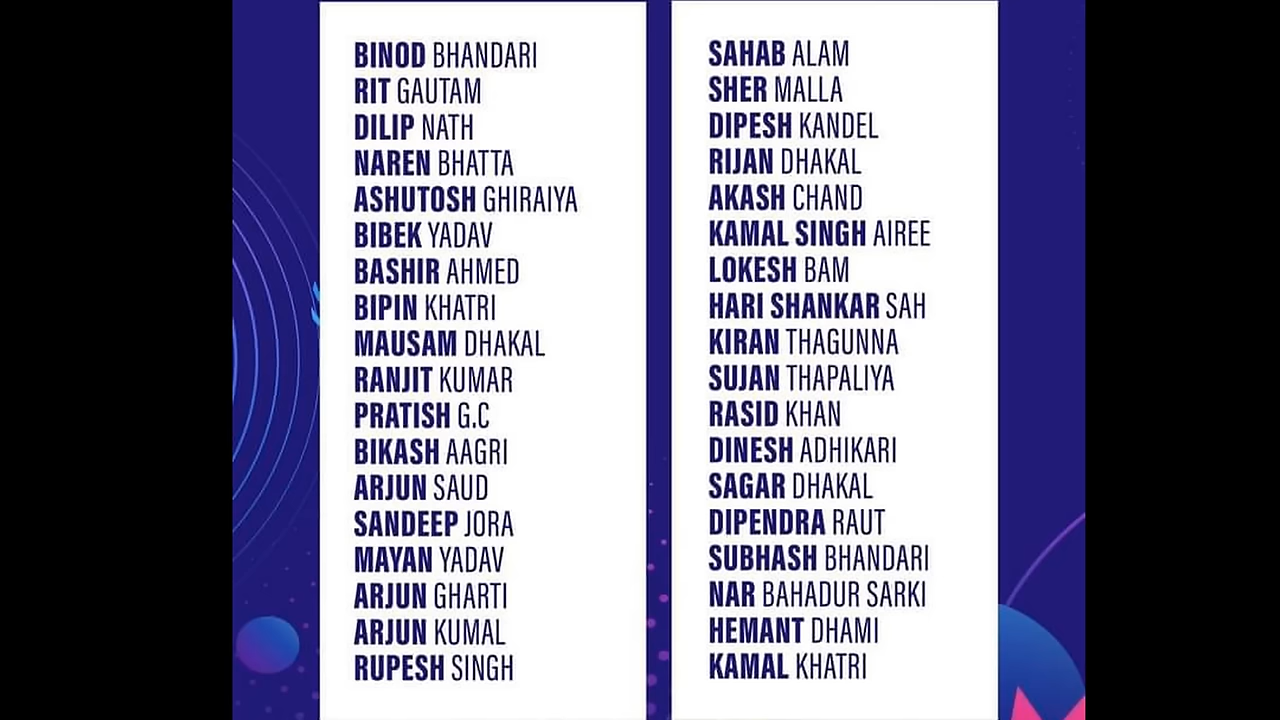 BINOD BHANDARI
RIT GAUTAM
DILIP NATH
NAREN BHATTA
ASHUTOSH GHIRAIYA
BIBEK YADAV
BASHIR AHMED
BIPIN KHATRI
MAUSAM DHAKAL
RANJIT KUMAR
PRATISH G.C
BIKASH AAGRI
ARJUN SAUD
SANDEEP JORA
MAYAN YADAV
ARJUN GHARTI
ARJUN KUMAL
RUPESH SINGH
SAHAB ALAM
SHER MALLA
DIPESH KANDEL
RIJAN DHAKAL
AKASH CHAND
KAMAL SINGH AIREE
LOKESH BAM
HARI SHANKAR SAH
KIRAN THAGUNNA
SUJAN THAPALIYA
RASID KHAN
DINESH ADHIKARI
SAGAR DHAKAL
DIPENDRA RAUT
SUBHASH BHANDARI
NAR BAHADUR SARKI
HEMANT DHAMI
KAMAL KHATRI